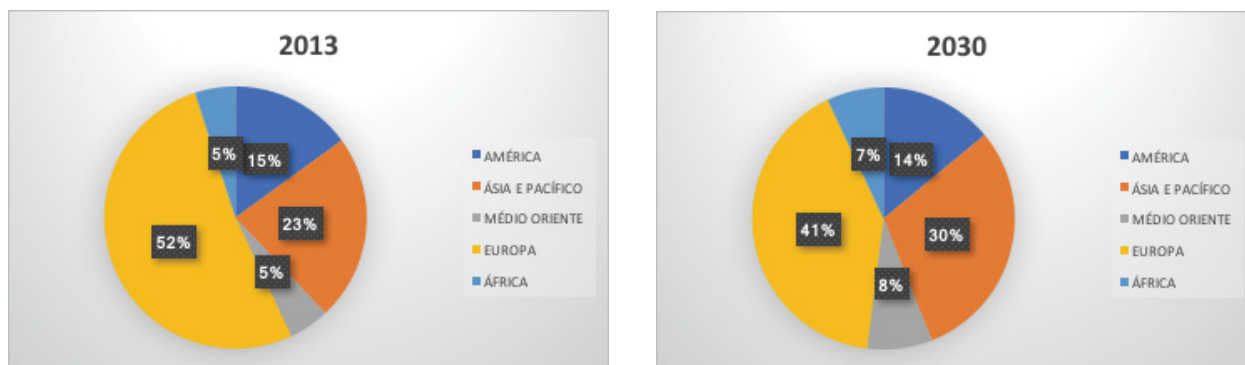 2013
5%
15%
23%
52%
5%
AMÉRICA
ÁSIA E PACÍFICO
MÉDIO ORIENTE
EUROPA
ÁFRICA
2030
7%
14%
41%
30%
8%
AMÉRICA
ÁSIA E PACÍFICO
MÉDIO ORIENTE
EUROPA
ÁFRICA